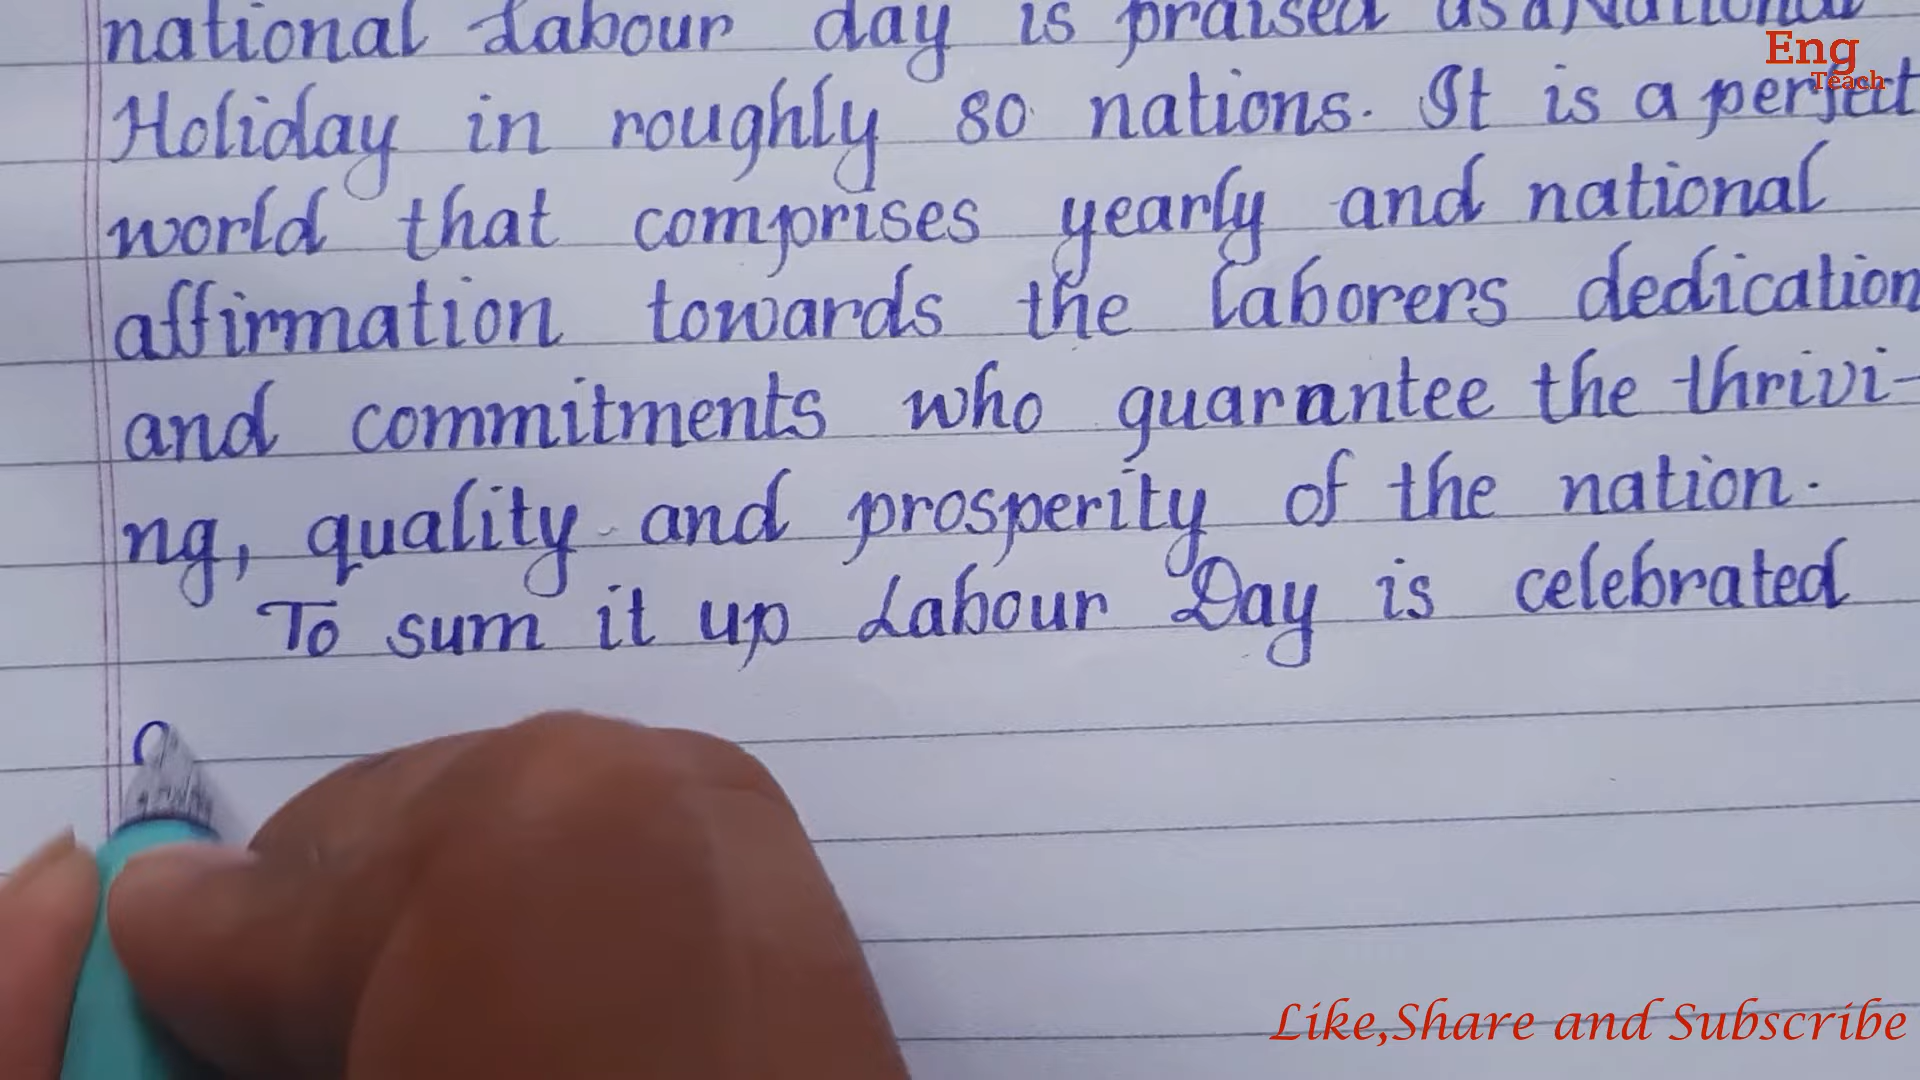 national Labour day is praised as a National
Eng
Teach
Holiday in roughly 80 nations. It is a perfect
world that comprises yearly and national
affirmation towards the laborers dedication
and commitments who guarantee the thrivi-
ng, quality and prosperity of the nation.
To sum it up Labour Day is celebrated
Like,Share and Subscribe